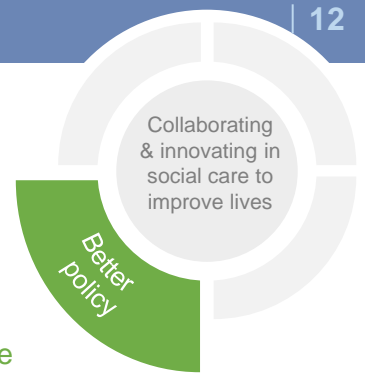 | 12
Collaborating
& innovating in
social care to
improve lives
Better
policy
e